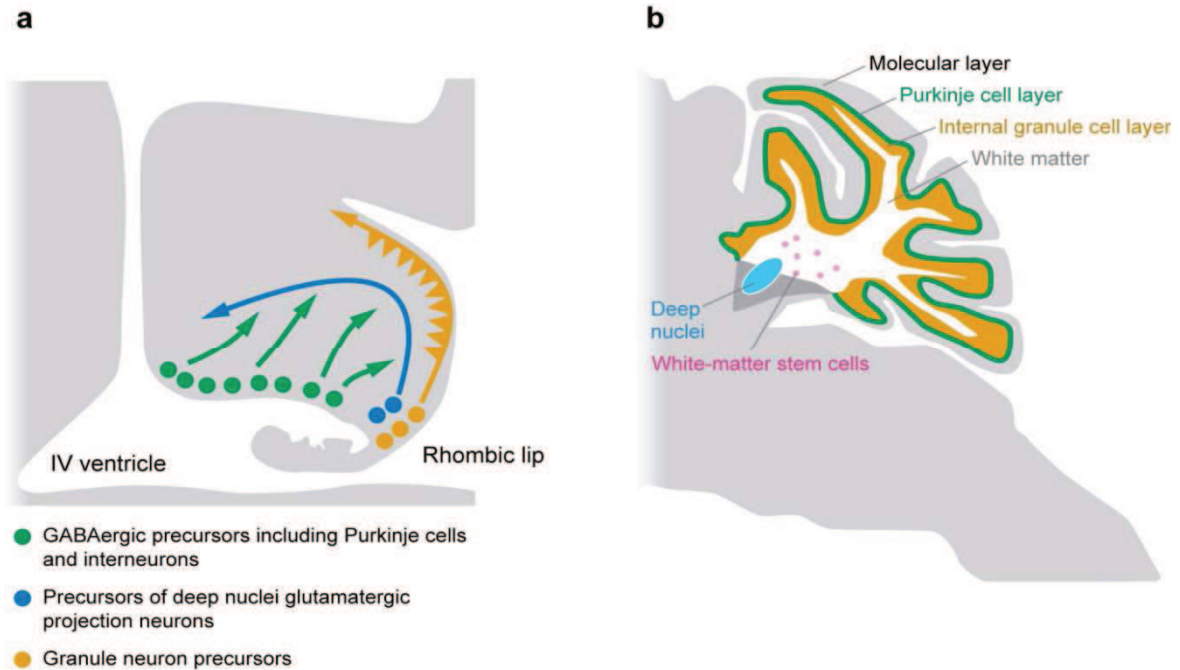 a
IV ventricle
Rhombic lip
GABAergic precursors including Purkinje cells
and interneurons
Precursors of deep nuclei glutamatergic
projection neurons
Granule neuron precursors
b
Molecular layer
Purkinje cell layer
Internal granule cell layer
White matter
Deep
nuclei
White-matter stem cells